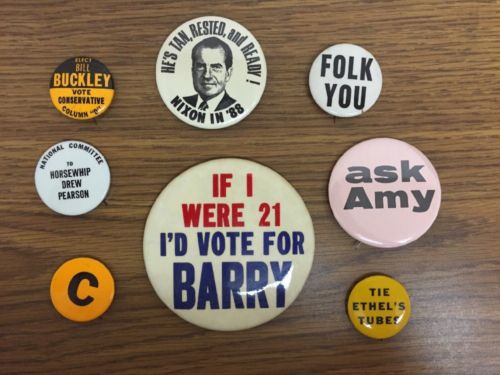 ELECT
BILL
BUCKLEY
VOTE
CONSERVATIVE
COLUMN "D"
HE'S TAN, RESTED, and READY!
NIXON IN '88
FOLK
YOU
NATIONAL COMMITTEE
TO
HORSEWHIP
DREW
PEARSON
IF I
WERE 21
I'D VOTE FOR
BARRY
ask
Amy
C
TIE
ETHEL'S
TUBES